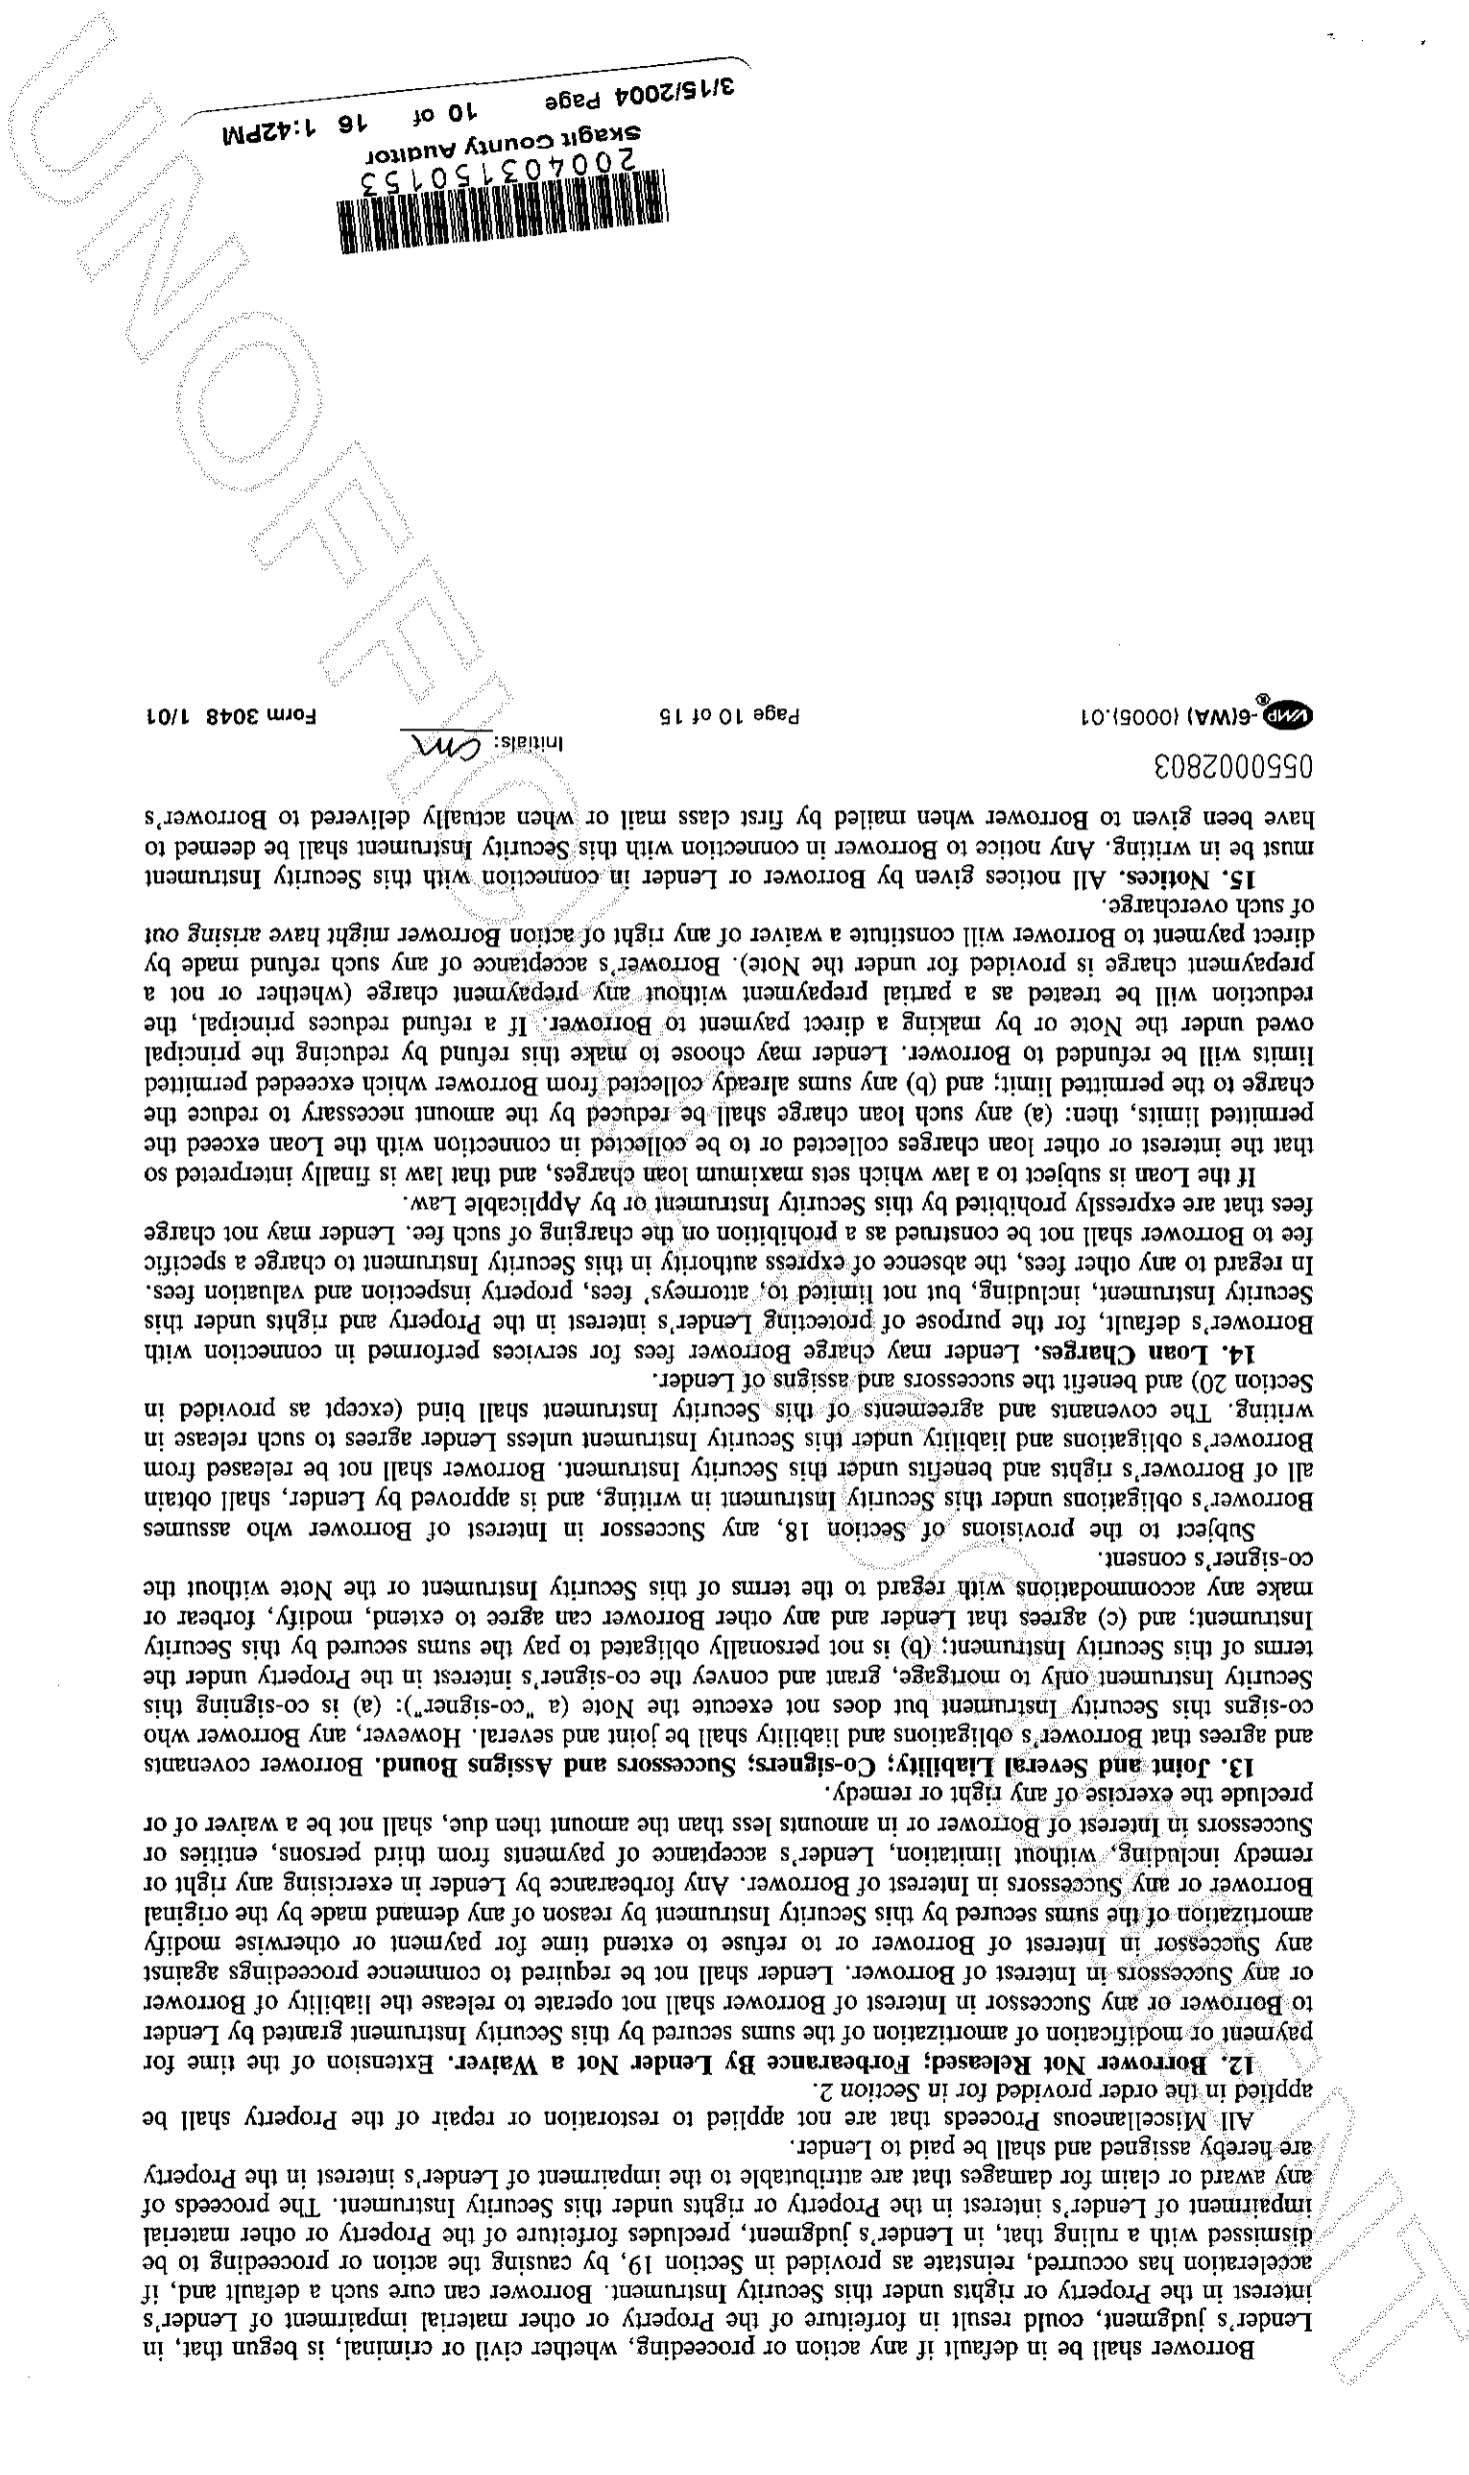 Borrower shall be in default if any action or proceeding, whether civil or criminal, is begun that, in
Lender's judgment, could result in forfeiture of the Property or other material impairment of Lender's
interest in the Property or rights under this Security Instrument. Borrower can cure such a default and, if
acceleration has occurred, reinstate as provided in Section 19, by causing the action or proceeding to be
dismissed with a ruling that, in Lender's judgment, precludes forfeiture of the Property or other material
impairment of Lender's interest in the Property or rights under this Security Instrument. The proceeds of
any award or claim for damages that are attributable to the impairment of Lender's interest in the Property
are hereby assigned and shall be paid to Lender.
All Miscellaneous Proceeds that are not applied to restoration or repair of the Property shall be
applied in the order provided for in Section 2.
12. Borrower Not Released; Forbearance By Lender Not a Waiver. Extension of the time for
payment or modification of amortization of the sums secured by this Security Instrument granted by Lender
to Borrower or any Successor in Interest of Borrower shall not operate to release the liability of Borrower
or any Successors in Interest of Borrower. Lender shall not be required to commence proceedings against
any Successor in Interest of Borrower or to refuse to extend time for payment or otherwise modify
amortization of the sums secured by this Security Instrument by reason of any demand made by the original
Borrower or any Successors in Interest of Borrower. Any forbearance by Lender in exercising any right or
remedy including, without limitation, Lender's acceptance of payments from third persons, entities or
Successors in Interest of Borrower or in amounts less than the amount then due, shall not be a waiver of or
preclude the exercise of any right or remedy.
13. Joint and Several Liability; Co-signers; Successors and Assigns Bound. Borrower covenants
and agrees that Borrower's obligations and liability shall be joint and several. However, any Borrower who
co-signs this Security Instrument but does not execute the Note (a "co-signer"): (a) is co-signing this
Security Instrument only to mortgage, grant and convey the co-signer's interest in the Property under the
terms of this Security Instrument; (b) is not personally obligated to pay the sums secured by this Security
Instrument; and (c) agrees that Lender and any other Borrower can agree to extend, modify, forbear or
make any accommodations with regard to the terms of this Security Instrument or the Note without the
co-signer's consent.
Subject to the provisions of Section 18, any Successor in Interest of Borrower who assumes
Borrower's obligations under this Security Instrument in writing, and is approved by Lender, shall obtain
all of Borrower's rights and benefits under this Security Instrument. Borrower shall not be released from
Borrower's obligations and liability under this Security Instrument unless Lender agrees to such release in
writing. The covenants and agreements of this Security Instrument shall bind (except as provided in
Section 20) and benefit the successors and assigns of Lender.
14. Loan Charges. Lender may charge Borrower fees for services performed in connection with
Borrower's default, for the purpose of protecting Lender's interest in the Property and rights under this
Security Instrument, including, but not limited to, attorneys' fees, property inspection and valuation fees.
In regard to any other fees, the absence of express authority in this Security Instrument to charge a specific
fee to Borrower shall not be construed as a prohibition on the charging of such fee. Lender may not charge
fees that are expressly prohibited by this Security Instrument or by Applicable Law.
If the Loan is subject to a law which sets maximum loan charges, and that law is finally interpreted so
that the interest or other loan charges collected or to be collected in connection with the Loan exceed the
permitted limits, then: (a) any such loan charge shall be reduced by the amount necessary to reduce the
charge to the permitted limit; and (b) any sums already collected from Borrower which exceeded permitted
limits will be refunded to Borrower. Lender may choose to make this refund by reducing the principal
owed under the Note or by making a direct payment to Borrower. If a refund reduces principal, the
reduction will be treated as a partial prepayment without any prepayment charge (whether or not a
prepayment charge is provided for under the Note). Borrower's acceptance of any such refund made by
direct payment to Borrower will constitute a waiver of any right of action Borrower might have arising out
of such overcharge.
15. Notices. All notices given by Borrower or Lender in connection with this Security Instrument
must be in writing. Any notice to Borrower in connection with this Security Instrument shall be deemed to
have been given to Borrower when mailed by first class mail or when actually delivered to Borrower's
0550002803
Initials: CM
VMP®-6(WA) (0005).01 Page 10 of 15 Form 3048 1/01
200403150153
Skagit County Auditor
3/15/2004 Page 10 of 16 1:42PM
UNOFFICIAL DOCUMENT